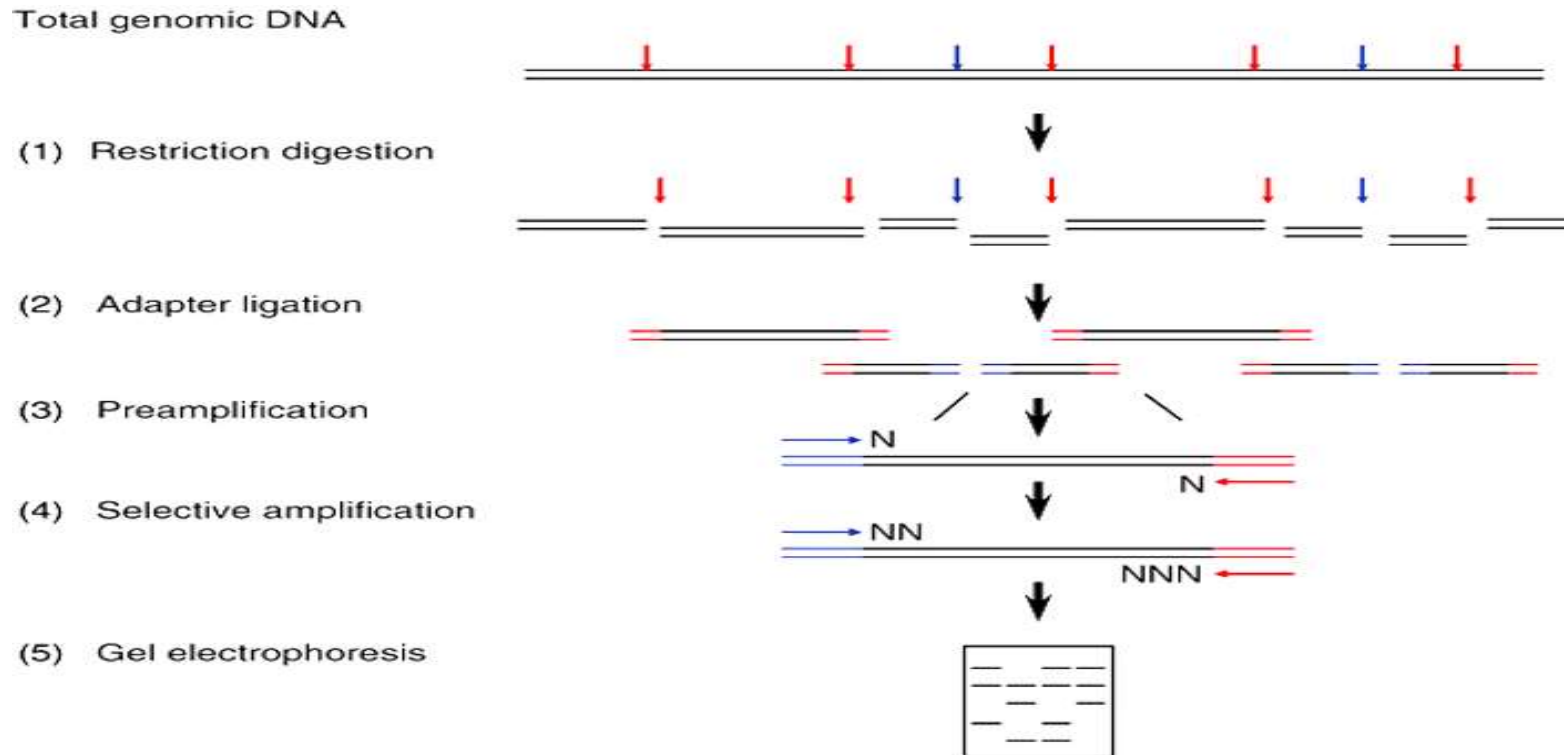 Total genomic DNA
(1) Restriction digestion
(2) Adapter ligation
(3) Preamplification
N
N
(4) Selective amplification
NN
NNN
(5) Gel electrophoresis